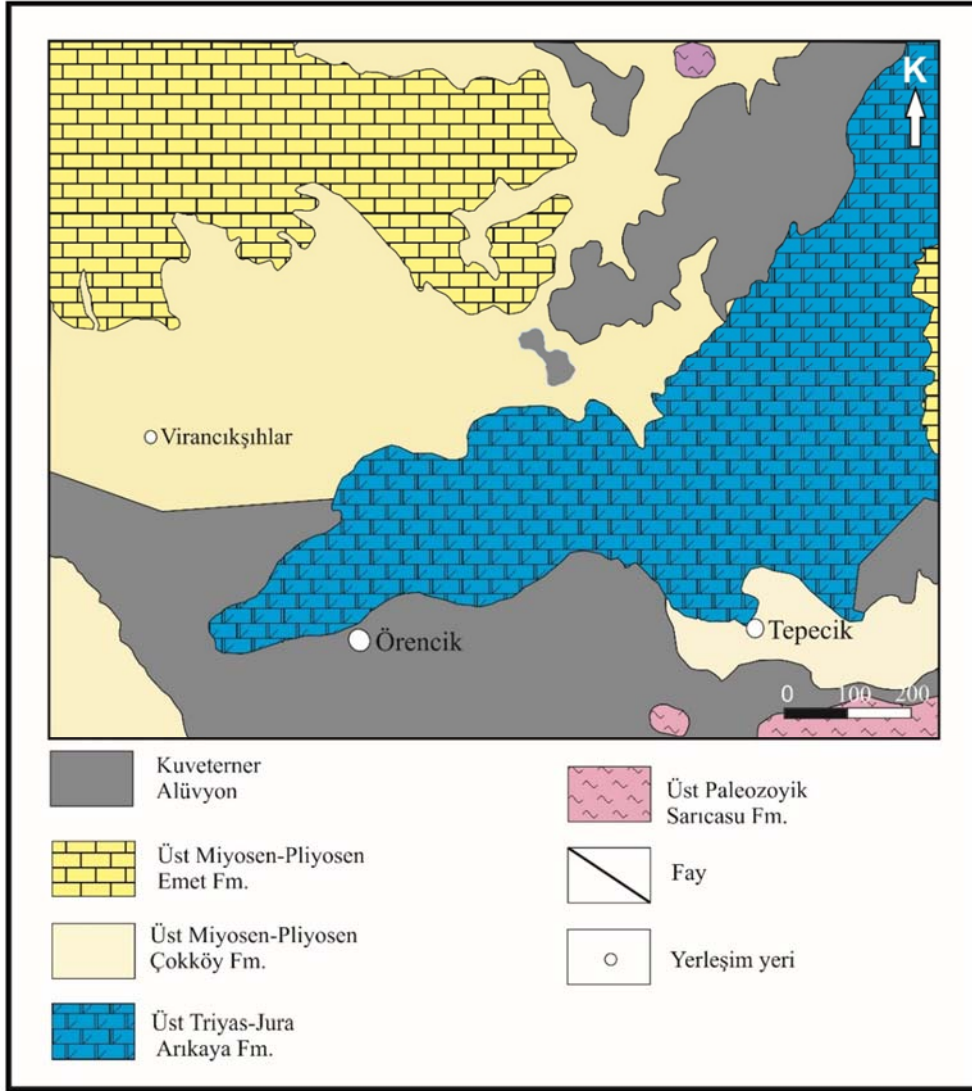 K
Virancıkşıhlar
Örencik
Tepecik
0 100 200
Kuveterner
Alüvyon
Üst Miyosen-Pliyosen
Emet Fm.
Üst Miyosen-Pliyosen
Çokköy Fm.
Üst Triyas-Jura
Arıkaya Fm.
Üst Paleozoyik
Sarıcasu Fm.
Fay
Yerleşim yeri